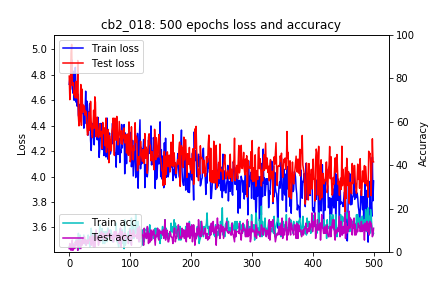 cb2_018: 500 epochs loss and accuracy
Train loss
Test loss
Train acc
Test acc
Loss
5.0
4.8
4.6
4.4
4.2
4.0
3.8
3.6
Accuracy
100
80
60
40
20
0
0 100 200 300 400 500